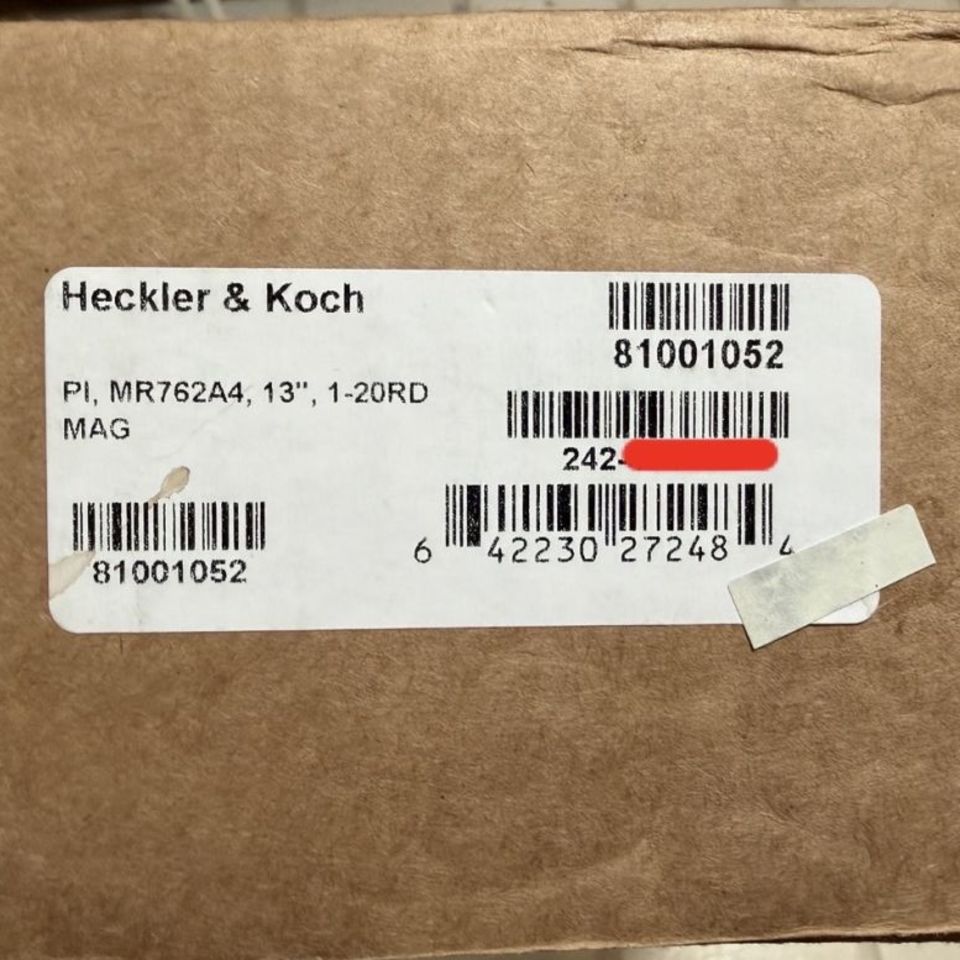 Heckler & Koch
81001052
PI, MR762A4, 13", 1-20RD
MAG
242-
6 42230 27248 4
81001052